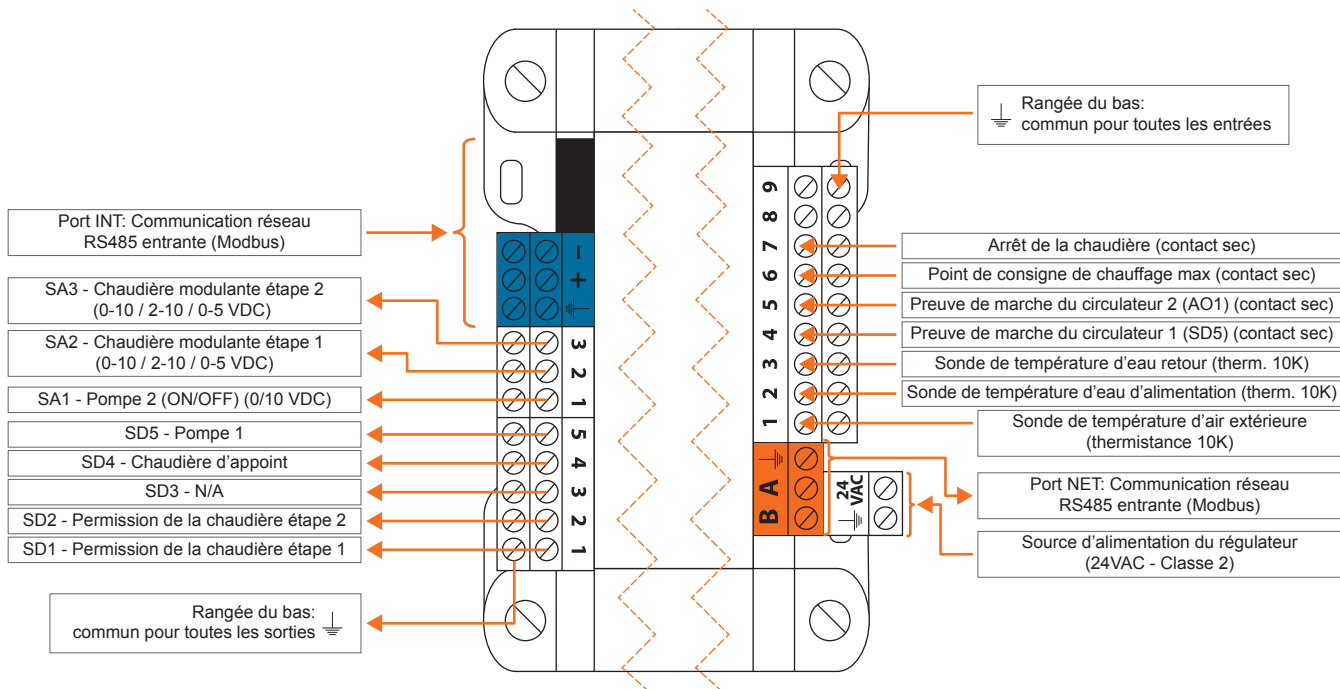 Port INT: Communication réseau
RS485 entrante (Modbus)
SA3 - Chaudière modulante étape 2
(0-10 / 2-10 / 0-5 VDC)
SA2 - Chaudière modulante étape 1
(0-10 / 2-10 / 0-5 VDC)
SA1 - Pompe 2 (ON/OFF) (0/10 VDC)
SD5 - Pompe 1
SD4 - Chaudière d'appoint
SD3 - N/A
SD2 - Permission de la chaudière étape 2
SD1 - Permission de la chaudière étape 1
Rangée du bas:
commun pour toutes les sorties
-
+
3
2
1
5
4
3
2
1
9
8
7
6
5
4
3
2
1
B A
24
VAC
Rangée du bas:
commun pour toutes les entrées
Arrêt de la chaudière (contact sec)
Point de consigne de chauffage max (contact sec)
Preuve de marche du circulateur 2 (AO1) (contact sec)
Preuve de marche du circulateur 1 (SD5) (contact sec)
Sonde de température d'eau retour (therm. 10K)
Sonde de température d'eau d'alimentation (therm. 10K)
Sonde de température d'air extérieure
(thermistance 10K)
Port NET: Communication réseau
RS485 entrante (Modbus)
Source d'alimentation du régulateur
(24VAC - Classe 2)